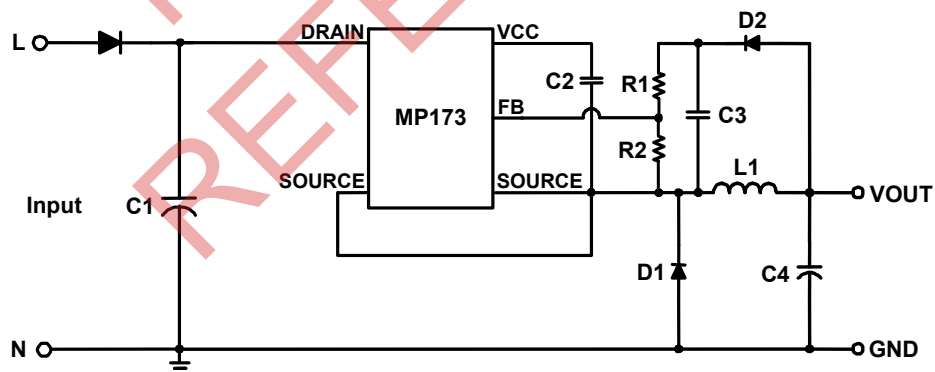 L
DRAIN
VCC
D2
C2
R1
C3
MP173
FB
R2
L1
SOURCE
SOURCE
Input
C1
VOUT
D1
C4
N
GND
REFE